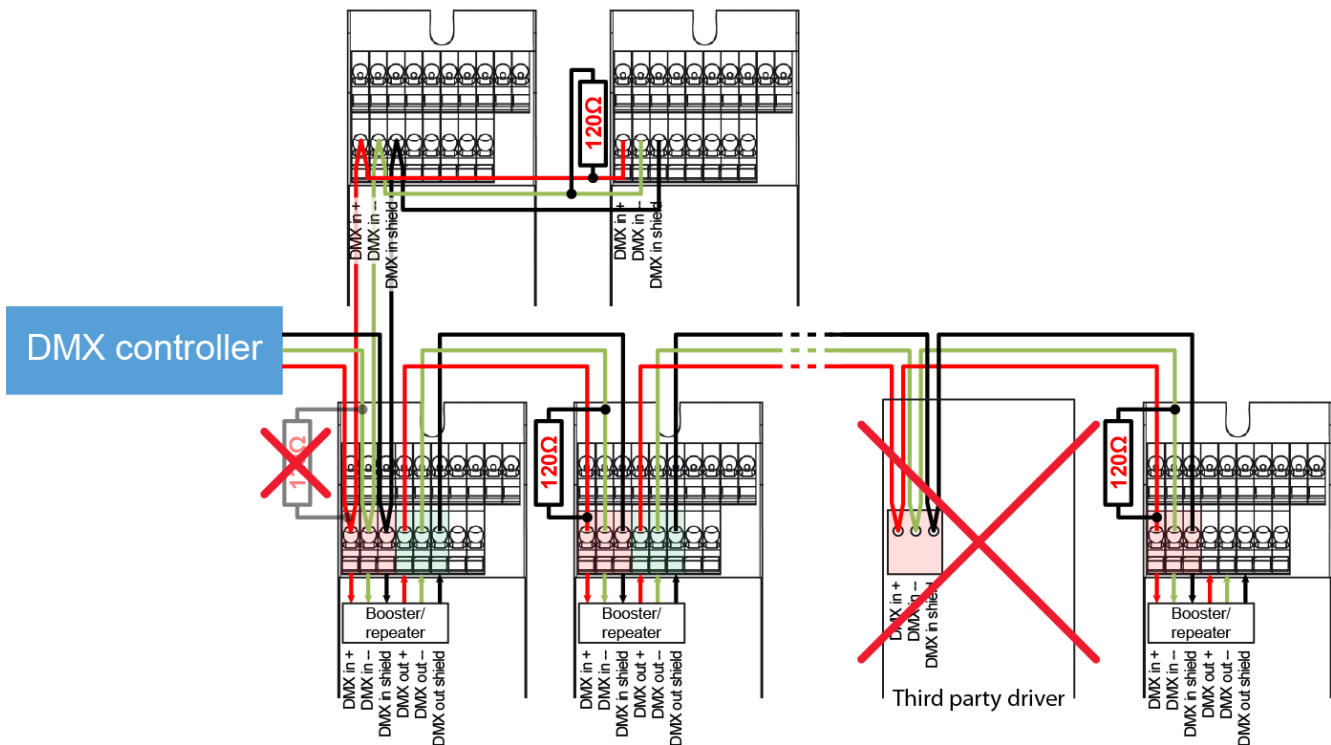 120Ω
DMX in +
DMX in –
DMX in shield
DMX in +
DMX in –
DMX in shield
DMX controller
120Ω
120Ω
DMX in +
DMX in –
DMX in shield
Booster/
repeater
Booster/
repeater
Booster/
repeater
DMX in +
DMX in –
DMX in shield
DMX out +
DMX out –
DMX out shield
DMX in +
DMX in –
DMX in shield
DMX out +
DMX out –
DMX out shield
Third party driver
DMX in +
DMX in –
DMX in shield
DMX out +
DMX out –
DMX out shield